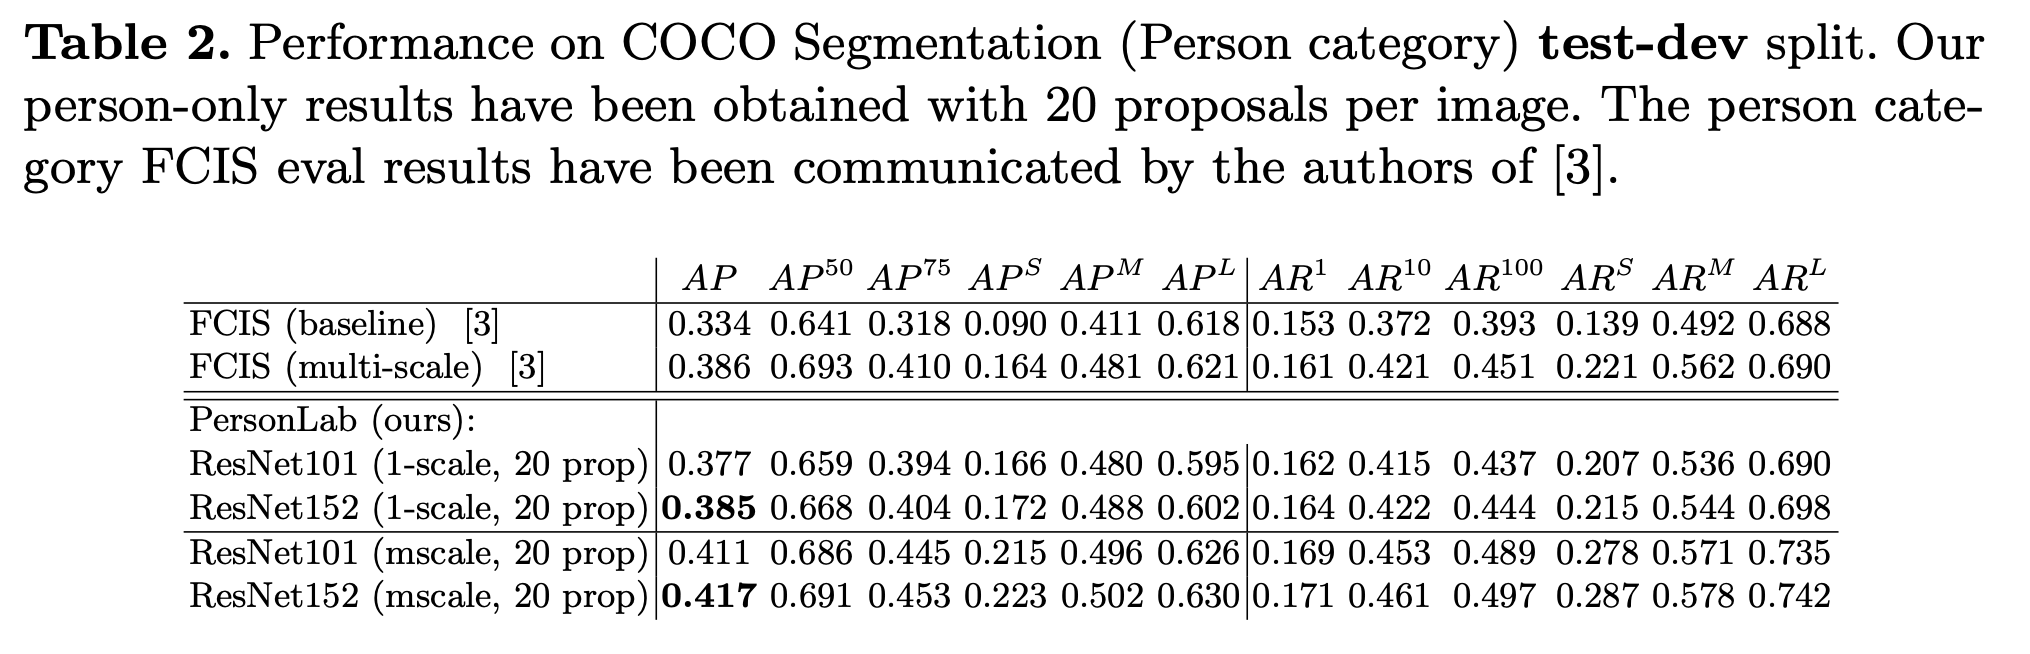 Table 2. Performance on COCO Segmentation (Person category) test-dev split. Our
person-only results have been obtained with 20 proposals per image. The person cate-
gory FCIS eval results have been communicated by the authors of [3].
AP AP^50 AP^75 AP^S AP^M AP^L AR^1 AR^10 AR^100 AR^S AR^M AR^L
FCIS (baseline) [3] 0.334 0.641 0.318 0.090 0.411 0.618 0.153 0.372 0.393 0.139 0.492 0.688
FCIS (multi-scale) [3] 0.386 0.693 0.410 0.164 0.481 0.621 0.161 0.421 0.451 0.221 0.562 0.690
PersonLab (ours):
ResNet101 (1-scale, 20 prop) 0.377 0.659 0.394 0.166 0.480 0.595 0.162 0.415 0.437 0.207 0.536 0.690
ResNet152 (1-scale, 20 prop) 0.385 0.668 0.404 0.172 0.488 0.602 0.164 0.422 0.444 0.215 0.544 0.698
ResNet101 (mscale, 20 prop) 0.411 0.686 0.445 0.215 0.496 0.626 0.169 0.453 0.489 0.278 0.571 0.735
ResNet152 (mscale, 20 prop) 0.417 0.691 0.453 0.223 0.502 0.630 0.171 0.461 0.497 0.287 0.578 0.742